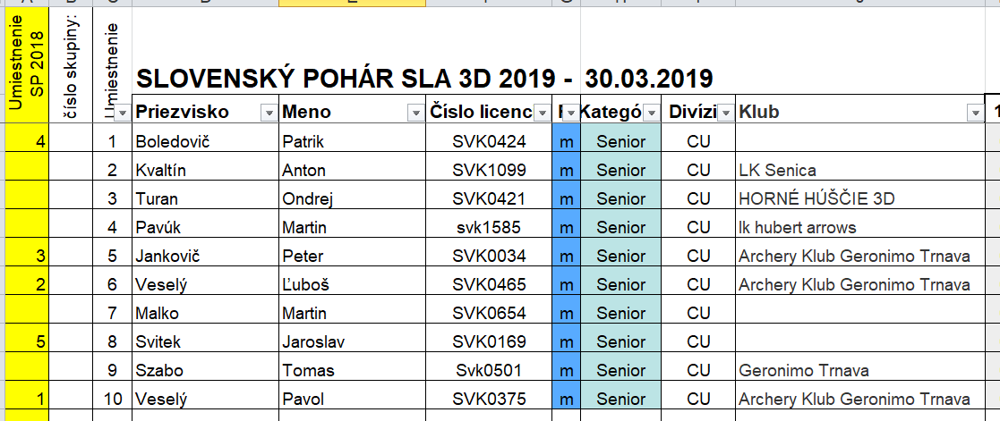 Umiestnenie
SP 2018
číslo skupiny:
Umiestnenie
SLOVENSKÝ POHÁR SLA 3D 2019 - 30.03.2019
Priezvisko Meno Číslo licenc Kategó Divízi Klub
4 1 Boledovič Patrik SVK0424 m Senior CU
2 Kvaltín Anton SVK1099 m Senior CU LK Senica
3 Turan Ondrej SVK0421 m Senior CU HORNÉ HÚŠČIE 3D
4 Pavúk Martin svk1585 m Senior CU lk hubert arrows
3 5 Jankovič Peter SVK0034 m Senior CU Archery Klub Geronimo Trnava
2 6 Veselý Ľuboš SVK0465 m Senior CU Archery Klub Geronimo Trnava
7 Malko Martin SVK0654 m Senior CU
5 8 Svitek Jaroslav SVK0169 m Senior CU
9 Szabo Tomas Svk0501 m Senior CU Geronimo Trnava
1 10 Veselý Pavol SVK0375 m Senior CU Archery Klub Geronimo Trnava